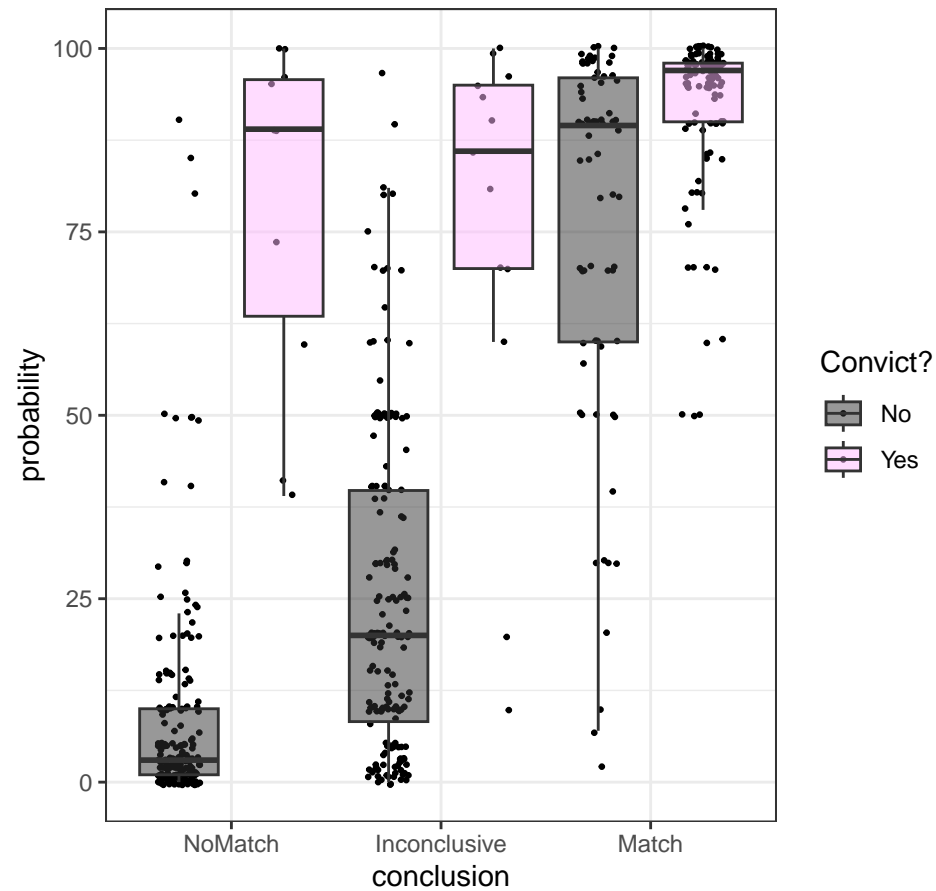 100
75
50
25
0
probability
NoMatch
Inconclusive
Match
conclusion
Convict?
No
Yes